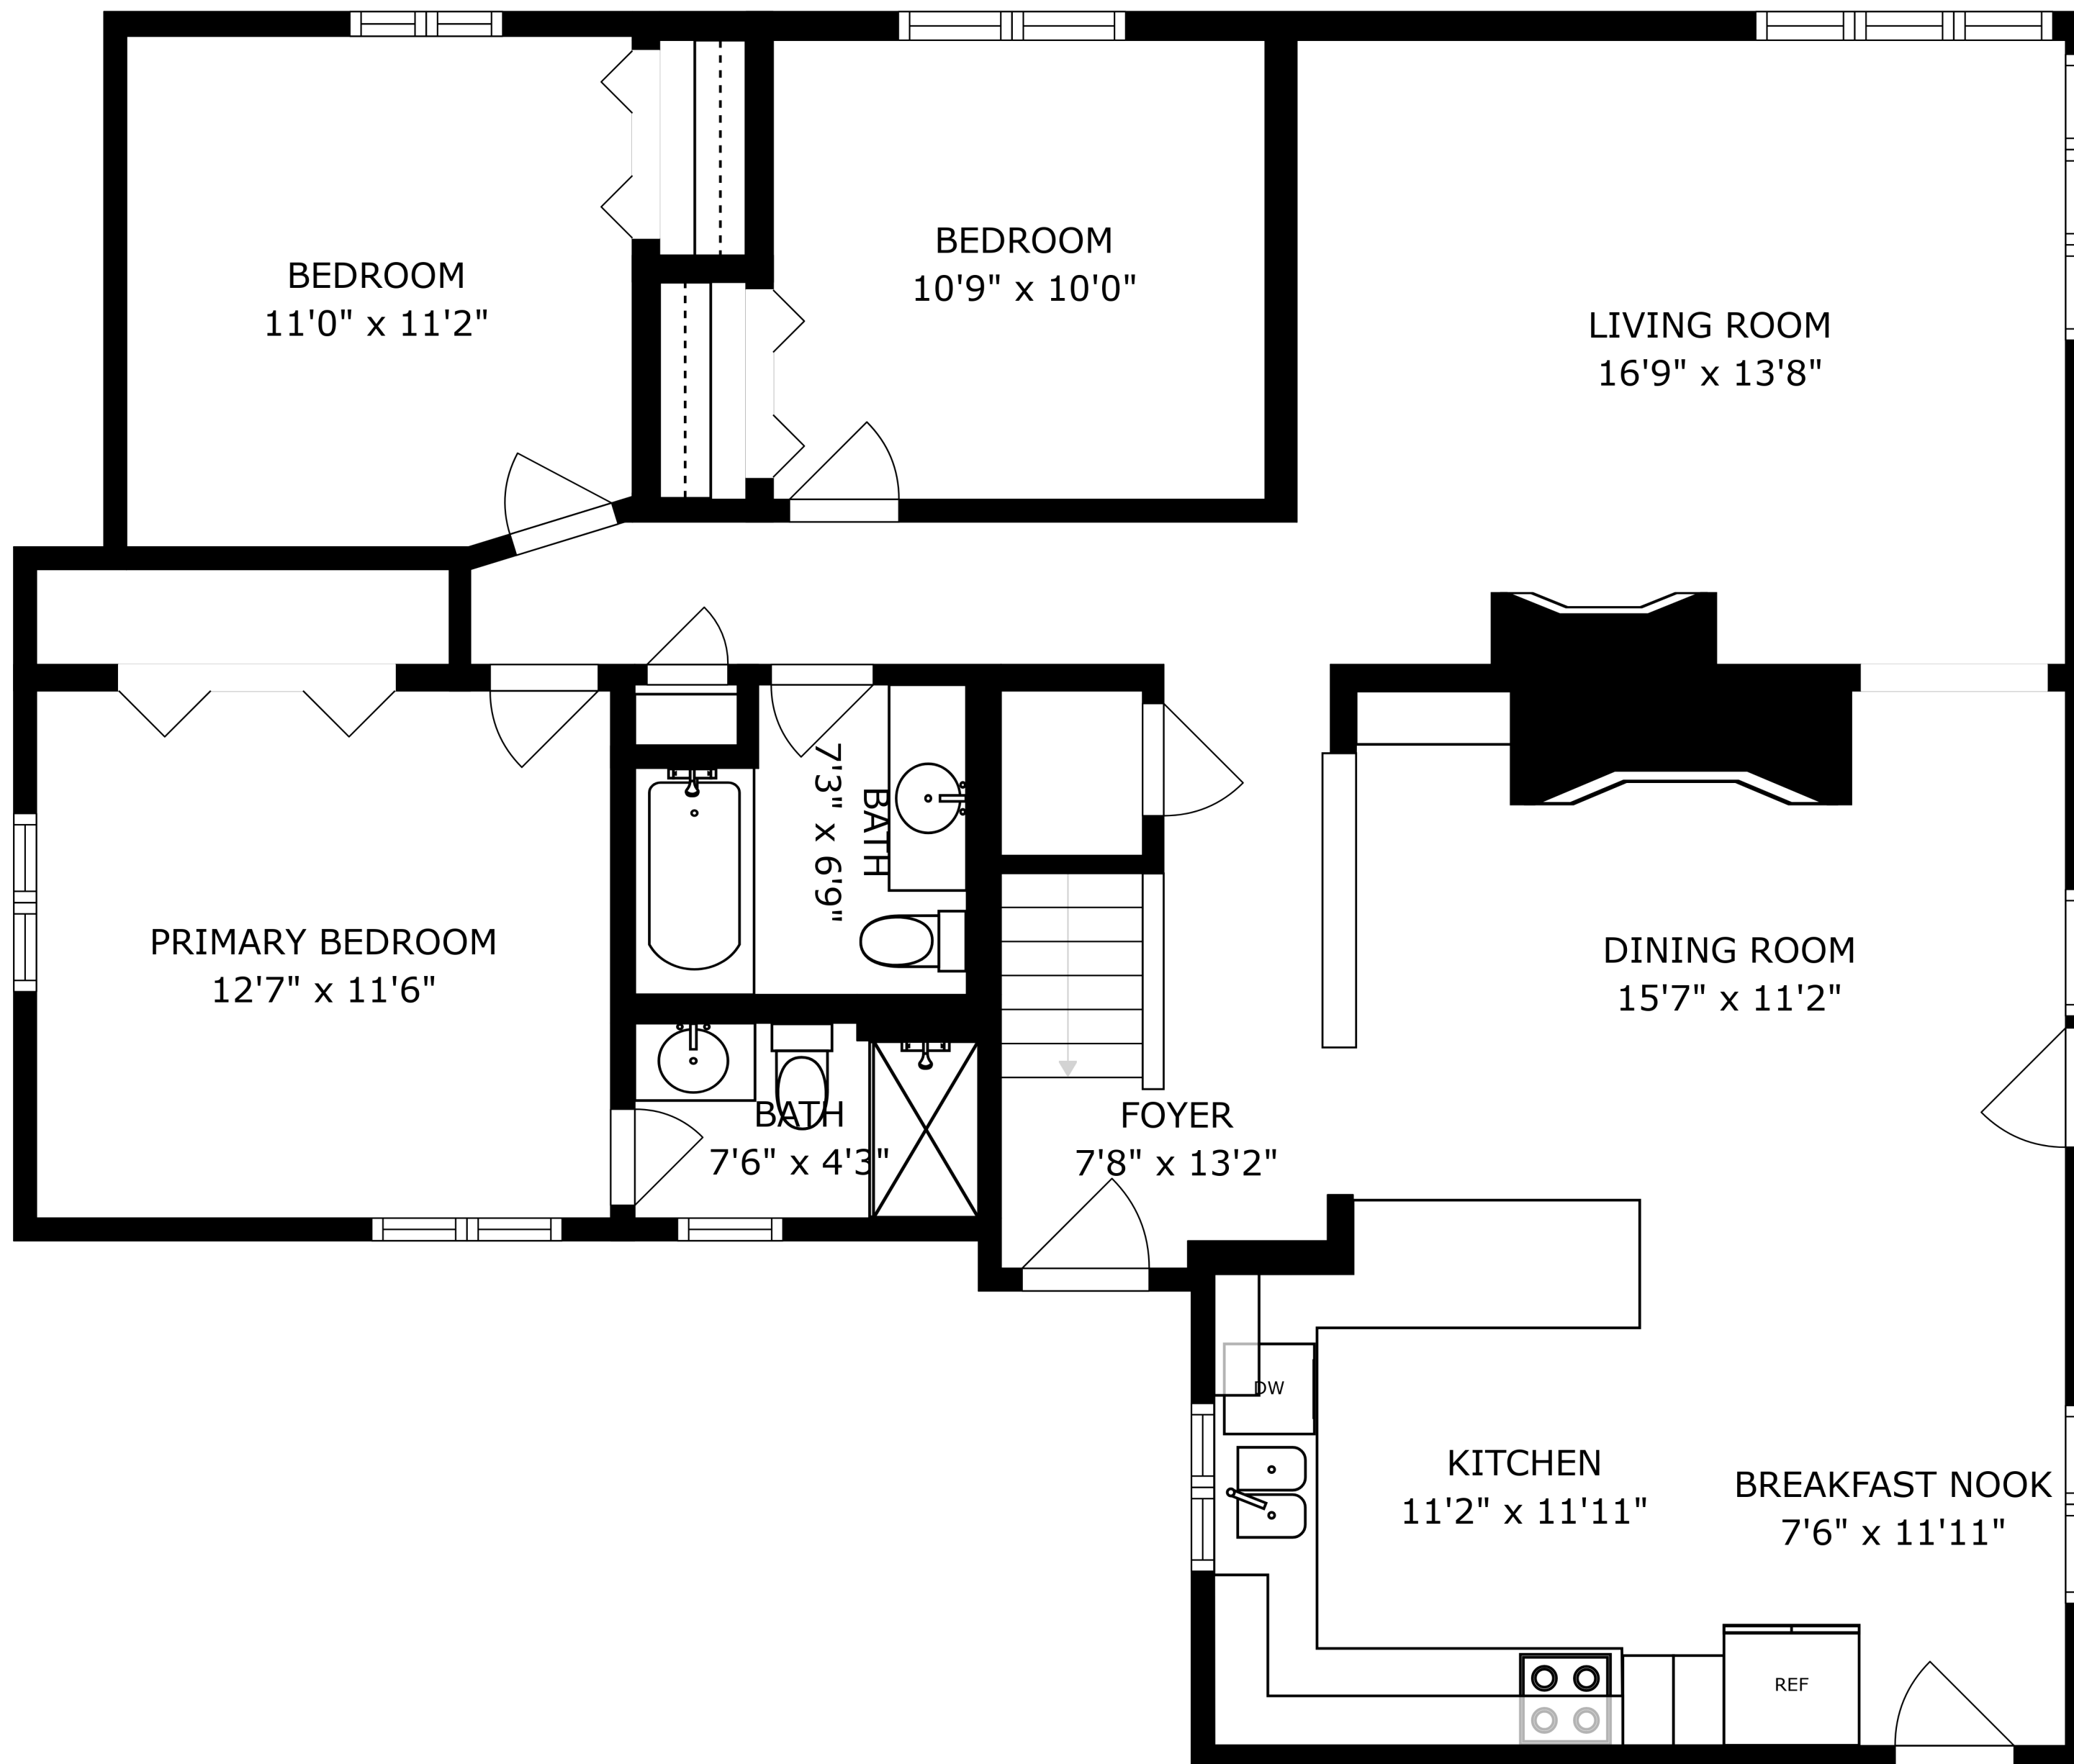 BEDROOM
11'0" x 11'2"
BEDROOM
10'9" x 10'0"
LIVING ROOM
16'9" x 13'8"
BATH
7'3" x 6'9"
PRIMARY BEDROOM
12'7" x 11'6"
DINING ROOM
15'7" x 11'2"
BATH
7'6" x 4'3"
FOYER
7'8" x 13'2"
DW
KITCHEN
11'2" x 11'11"
BREAKFAST NOOK
7'6" x 11'11"
REF